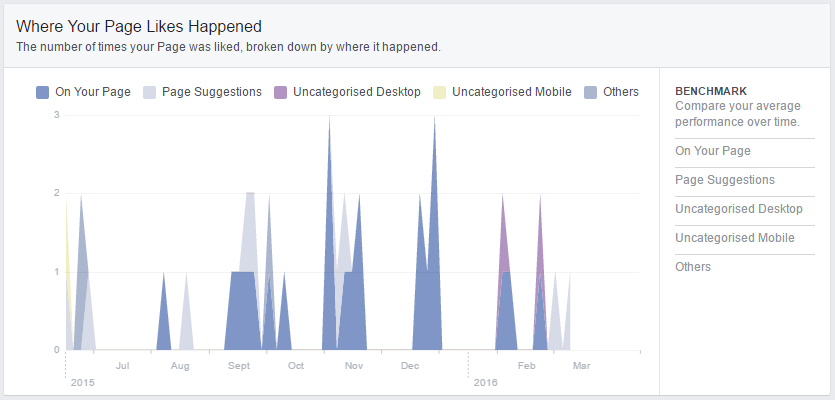 Where Your Page Likes Happened
The number of times your Page was liked, broken down by where it happened.
On Your Page Page Suggestions Uncategorised Desktop Uncategorised Mobile Others
3
2
1
0
Jul Aug Sept Oct Nov Dec Feb Mar
2015 2016
BENCHMARK
Compare your average
performance over time.
On Your Page
Page Suggestions
Uncategorised Desktop
Uncategorised Mobile
Others